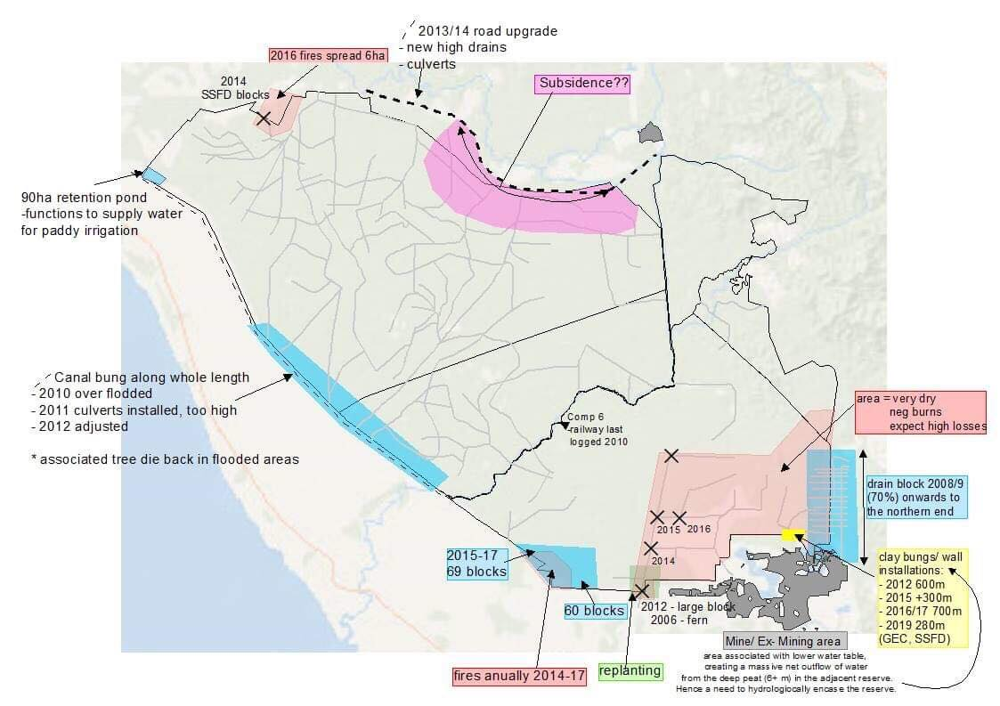 2013/14 road upgrade
- new high drains
- culverts
2016 fires spread 6ha
2014
SSFD blocks
Subsidence??
90ha retention pond
-functions to supply water
for paddy irrigation
Canal bung along whole length
- 2010 over flodded
- 2011 culverts installed, too high
- 2012 adjusted
* associated tree die back in flooded areas
Comp 6
-railway last
logged 2010
area = very dry
neg burns
expect high losses
drain block 2008/9
(70%) onwards to
the northern end
2015
2016
2014
2015-17
69 blocks
60 blocks
2012 - large block
2006 - fern
clay bungs/ wall
installations:
- 2012 600m
- 2015 +300m
- 2016/17 700m
- 2019 280m
(GEC, SSFD)
Mine/ Ex- Mining area
area associated with lower water table,
creating a massive net outflow of water
from the deep peat (6+ m) in the adjacent reserve.
Hence a need to hydrologiocally encase the reserve.
fires anually 2014-17
replanting